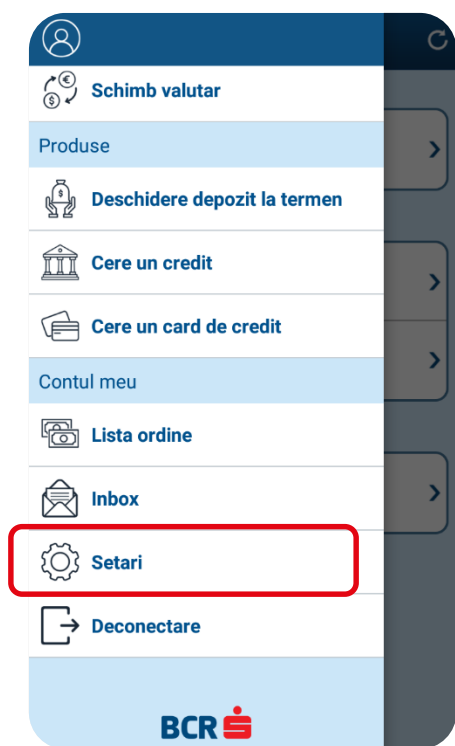 Schimb valutar
Produse
Deschidere depozit la termen
Cere un credit
Cere un card de credit
Contul meu
Lista ordine
Inbox
Setari
Deconectare
BCR